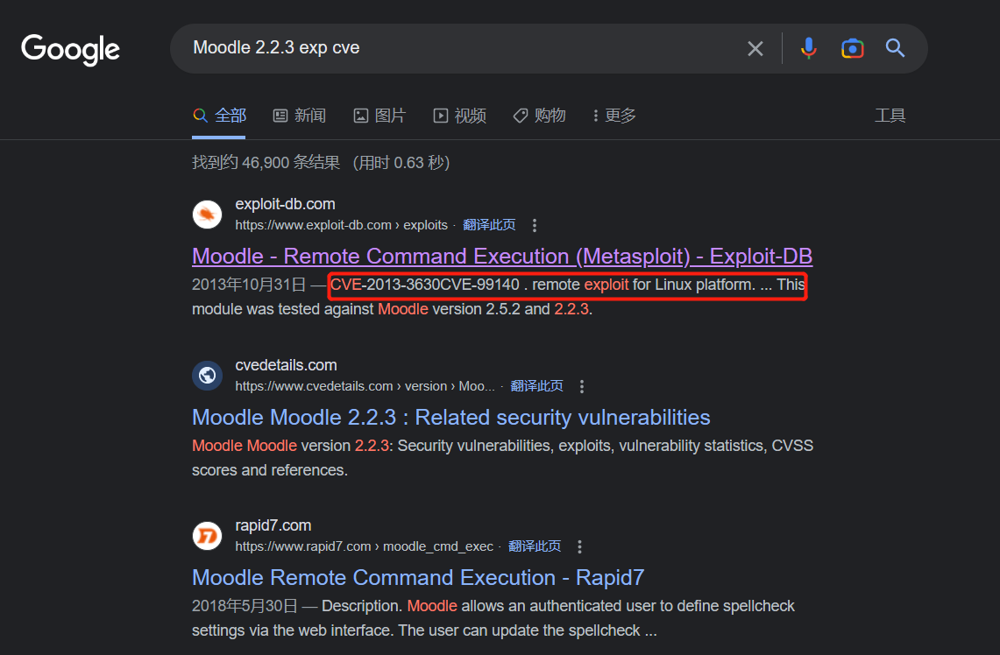 Google
Moodle 2.2.3 exp cve
全部 新闻 图片 视频 购物 更多 工具
找到约 46,900 条结果 （用时 0.63 秒）
exploit-db.com
https://www.exploit-db.com › exploits · 翻译此页
Moodle - Remote Command Execution (Metasploit) - Exploit-DB
2013年10月31日 — CVE-2013-3630CVE-99140 . remote exploit for Linux platform. ... This
module was tested against Moodle version 2.5.2 and 2.2.3.
cvedetails.com
https://www.cvedetails.com › version › Moo... · 翻译此页
Moodle Moodle 2.2.3 : Related security vulnerabilities
Moodle Moodle version 2.2.3: Security vulnerabilities, exploits, vulnerability statistics, CVSS
scores and references.
rapid7.com
https://www.rapid7.com › moodle_cmd_exec · 翻译此页
Moodle Remote Command Execution - Rapid7
2018年5月30日 — Description. Moodle allows an authenticated user to define spellcheck
settings via the web interface. The user can update the spellcheck ...